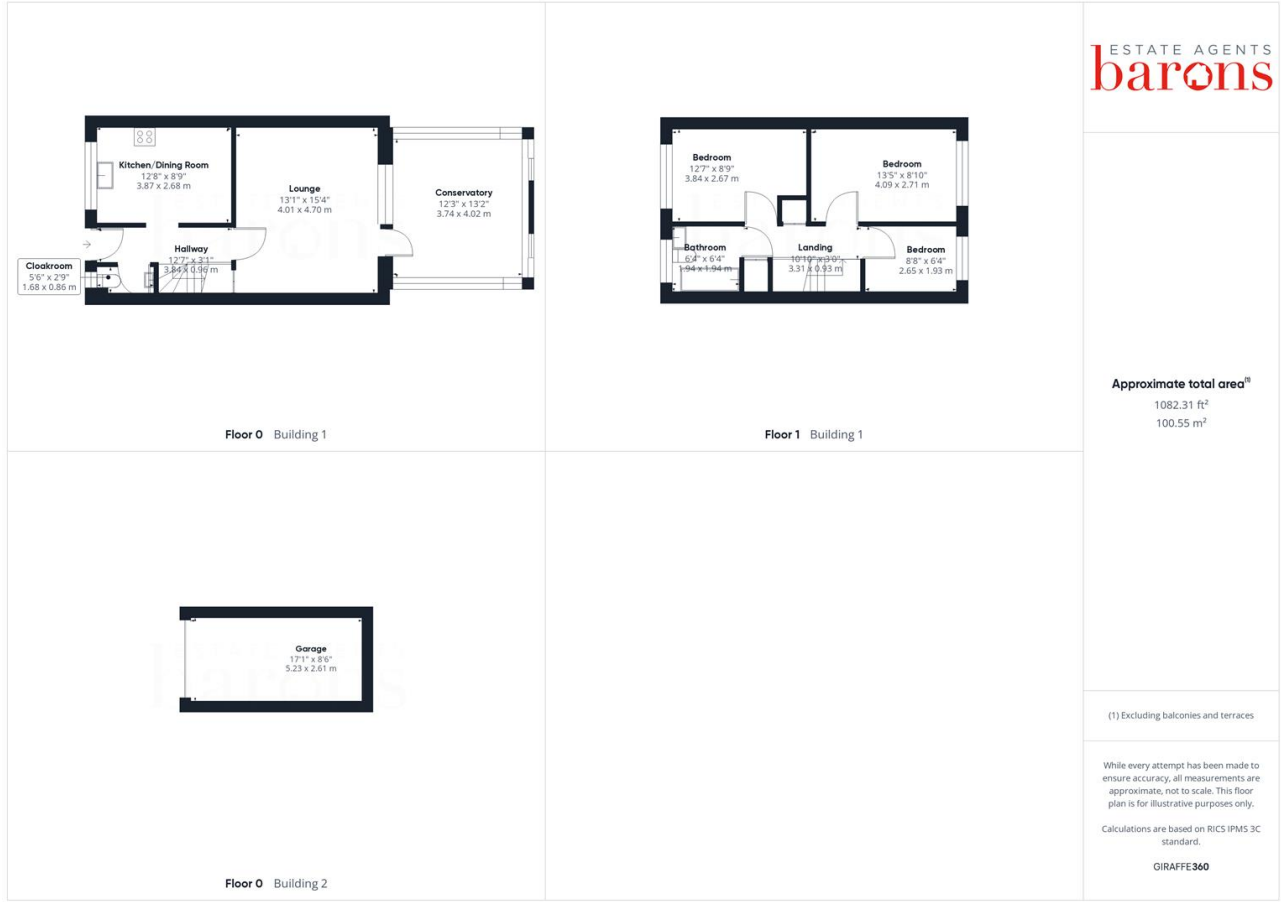 Kitchen/Dining Room
12'8" x 8'9"
3.87 x 2.68 m
Lounge
13'1" x 15'4"
4.01 x 4.70 m
Conservatory
12'3" x 13'2"
3.74 x 4.02 m
Hallway
12'7" x 3'1"
3.84 x 0.96 m
Cloakroom
5'6" x 2'9"
1.68 x 0.86 m
Floor 0 Building 1
Bedroom
12'7" x 8'9"
3.84 x 2.67 m
Bedroom
13'5" x 8'10"
4.09 x 2.71 m
Bathroom
6'4" x 6'4"
1.94 x 1.94 m
Landing
10'10" x 3'0"
3.31 x 0.93 m
Bedroom
8'8" x 6'4"
2.65 x 1.93 m
Floor 1 Building 1
Garage
17'1" x 8'6"
5.23 x 2.61 m
Floor 0 Building 2
ESTATE AGENTS
barons
Approximate total area(1)
1082.31 ft²
100.55 m²
(1) Excluding balconies and terraces
While every attempt has been made to
ensure accuracy, all measurements are
approximate, not to scale. This floor
plan is for illustrative purposes only.
Calculations are based on RICS IPMS 3C
standard.
GIRAFFE360